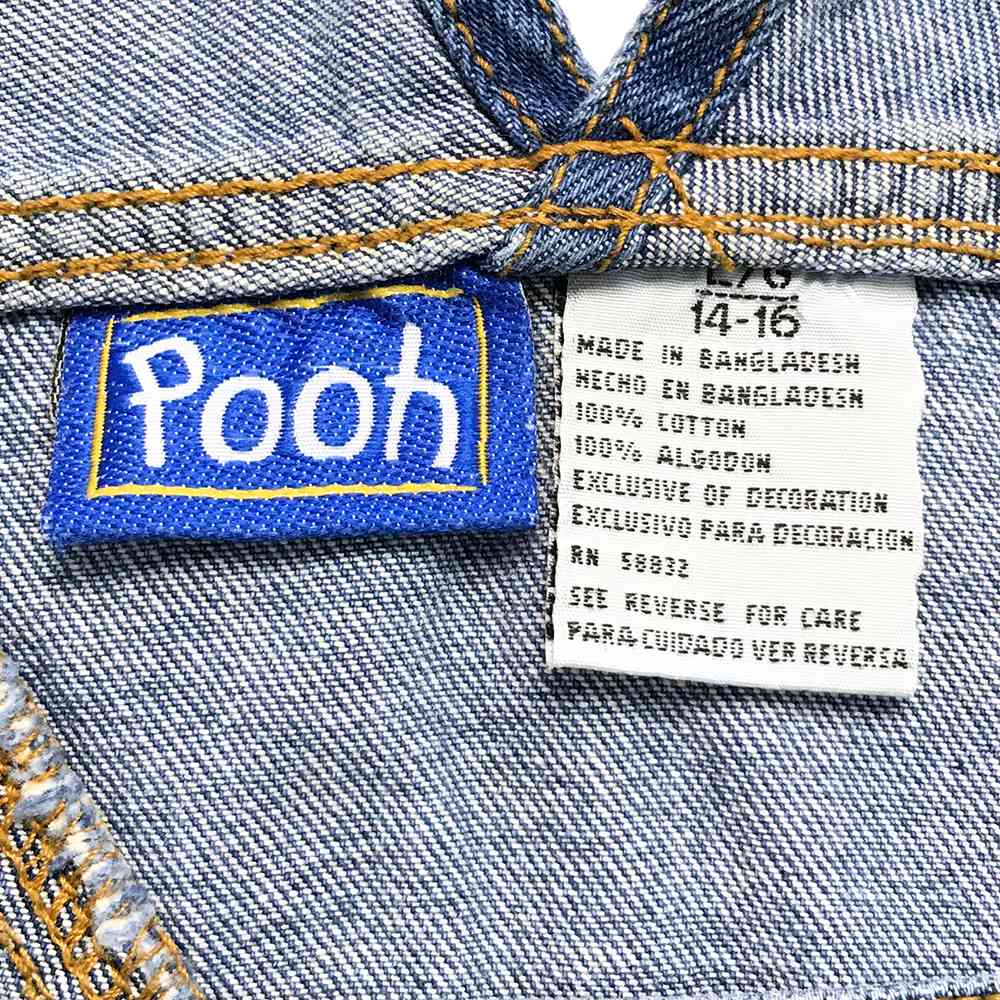 Pooh
L/G
14-16
MADE IN BANGLADESH
HECHO EN BANGLADESH
100% COTTON
100% ALGODON
EXCLUSIVE OF DECORATION
EXCLUSIVO PARA DECORACION
RN 58832
SEE REVERSE FOR CARE
PARA CUIDADO VER REVERSA